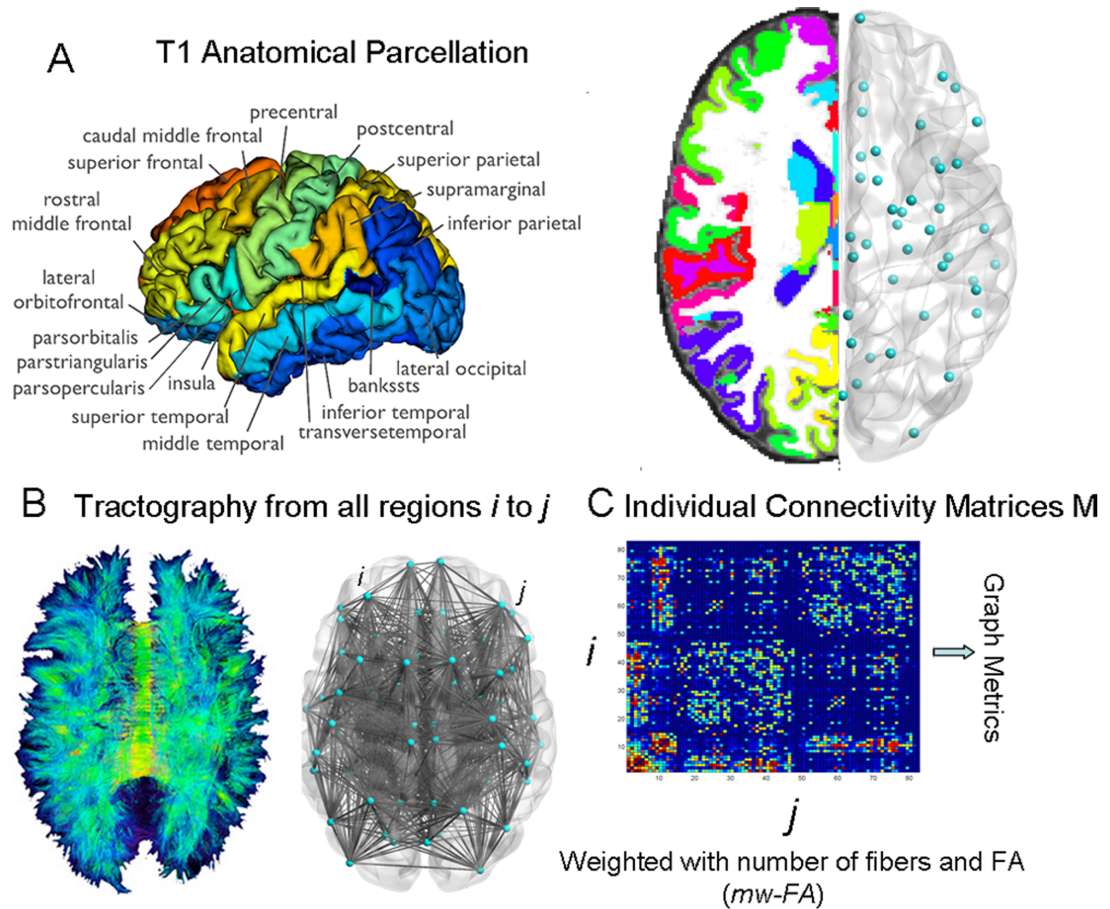 A
T1 Anatomical Parcellation
precentral
caudal middle frontal
postcentral
superior frontal
superior parietal
supramarginal
rostral
middle frontal
inferior parietal
lateral
orbitofrontal
parsorbitalis
parstriangularis
parsopercularis
insula
superior temporal
middle temporal
lateral occipital
bankssts
inferior temporal
transversetemporal
B
Tractography from all regions i to j
i
j
C
Individual Connectivity Matrices M
80
70
60
50
40
30
20
10
i
10
20
30
40
50
60
70
80
j
Graph Metrics
Weighted with number of fibers and FA
(mw-FA)